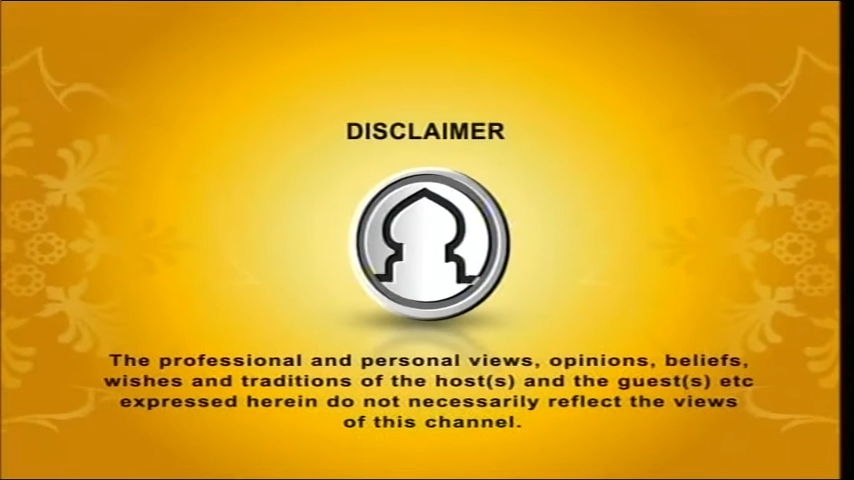 DISCLAIMER
The professional and personal views, opinions, beliefs,
wishes and traditions of the host(s) and the guest(s) etc
expressed herein do not necessarily reflect the views
of this channel.